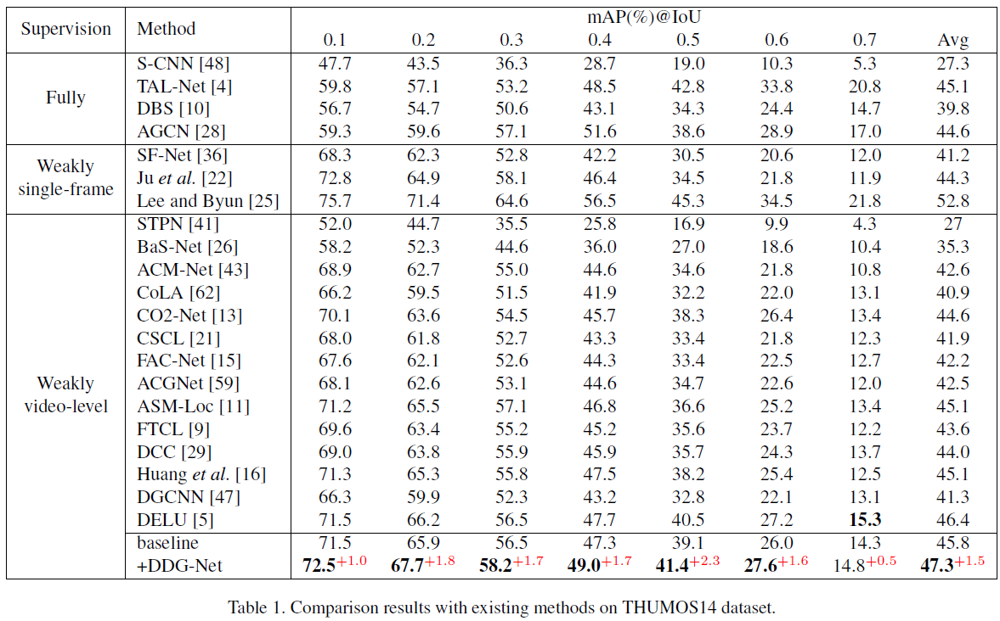 Supervision Method mAP(%)@IoU
0.1 0.2 0.3 0.4 0.5 0.6 0.7 Avg
Fully
S-CNN [48] 47.7 43.5 36.3 28.7 19.0 10.3 5.3 27.3
TAL-Net [4] 59.8 57.1 53.2 48.5 42.8 33.8 20.8 45.1
DBS [10] 56.7 54.7 50.6 43.1 34.3 24.4 14.7 39.8
AGCN [28] 59.3 59.6 57.1 51.6 38.6 28.9 17.0 44.6
Weakly
single-frame
SF-Net [36] 68.3 62.3 52.8 42.2 30.5 20.6 12.0 41.2
Ju et al. [22] 72.8 64.9 58.1 46.4 34.5 21.8 11.9 44.3
Lee and Byun [25] 75.7 71.4 64.6 56.5 45.3 34.5 21.8 52.8
Weakly
video-level
STPN [41] 52.0 44.7 35.5 25.8 16.9 9.9 4.3 27
BaS-Net [26] 58.2 52.3 44.6 36.0 27.0 18.6 10.4 35.3
ACM-Net [43] 68.9 62.7 55.0 44.6 34.6 21.8 10.8 42.6
CoLA [62] 66.2 59.5 51.5 41.9 32.2 22.0 13.1 40.9
CO2-Net [13] 70.1 63.6 54.5 45.7 38.3 26.4 13.4 44.6
CSCL [21] 68.0 61.8 52.7 43.3 33.4 21.8 12.3 41.9
FAC-Net [15] 67.6 62.1 52.6 44.3 33.4 22.5 12.7 42.2
ACGNet [59] 68.1 62.6 53.1 44.6 34.7 22.6 12.0 42.5
ASM-Loc [11] 71.2 65.5 57.1 46.8 36.6 25.2 13.4 45.1
FTCL [9] 69.6 63.4 55.2 45.2 35.6 23.7 12.2 43.6
DCC [29] 69.0 63.8 55.9 45.9 35.7 24.3 13.7 44.0
Huang et al. [16] 71.3 65.3 55.8 47.5 38.2 25.4 12.5 45.1
DGCNN [47] 66.3 59.9 52.3 43.2 32.8 22.1 13.1 41.3
DELU [5] 71.5 66.2 56.5 47.7 40.5 27.2 15.3 46.4
baseline 71.5 65.9 56.5 47.3 39.1 26.0 14.3 45.8
+DDG-Net 72.5+1.0 67.7+1.8 58.2+1.7 49.0+1.7 41.4+2.3 27.6+1.6 14.8+0.5 47.3+1.5
Table 1. Comparison results with existing methods on THUMOS14 dataset.